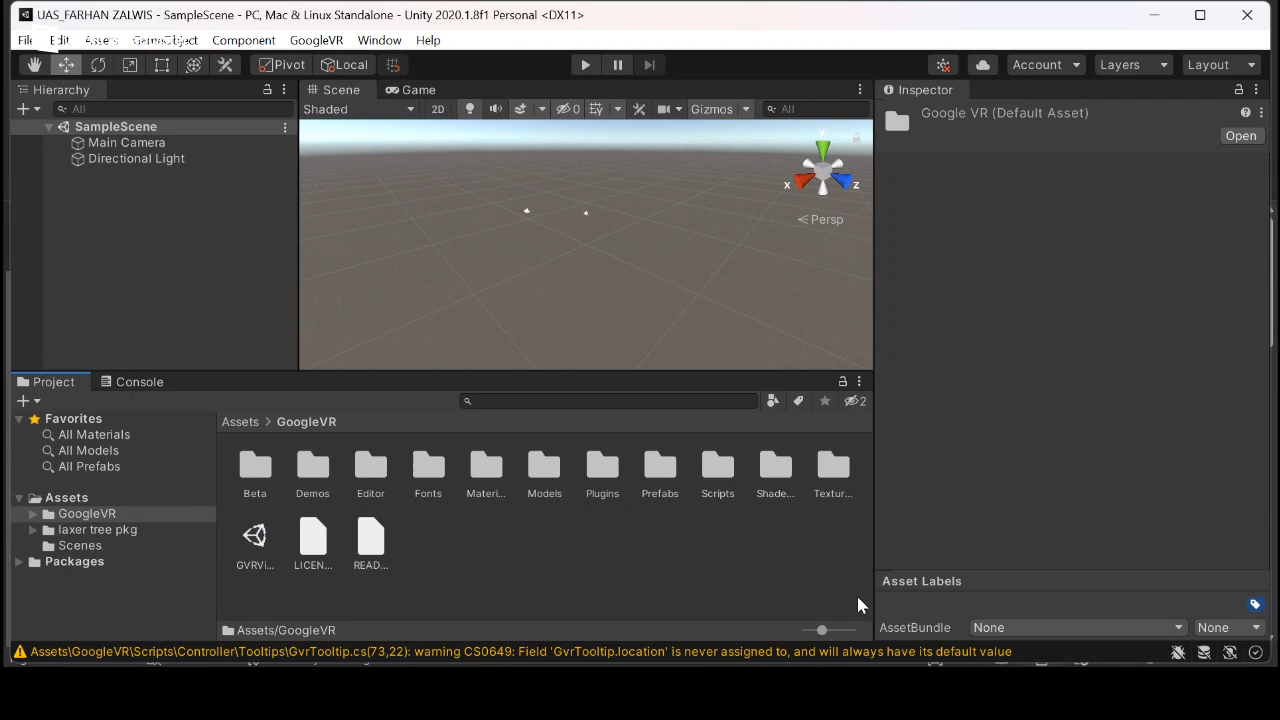 UAS_FARHAN ZALWIS - SampleScene - PC, Mac & Linux Standalone - Unity 2020.1.8f1 Personal <DX11>
File Edit Assets GameObject Component GoogleVR Window Help
Pivot Local Account Layers Layout
Hierarchy Scene Game Inspector
All Shaded 2D 0 Gizmos All
Google VR (Default Asset)
Open
SampleScene
Main Camera
Directional Light
y
x z
Persp
Project Console
2
Favorites
All Materials
All Models
All Prefabs
Assets
GoogleVR
laxer tree pkg
Scenes
Packages
Assets > GoogleVR
Beta Demos Editor Fonts Materi... Models Plugins Prefabs Scripts Shade... Textur...
GVRVi... LICEN... READ...
Assets/GoogleVR
Asset Labels
AssetBundle None None
Assets\GoogleVR\Scripts\Controller\Tooltips\GvrTooltip.cs(73,22): warning CS0649: Field 'GvrTooltip.location' is never assigned to, and will always have its default value